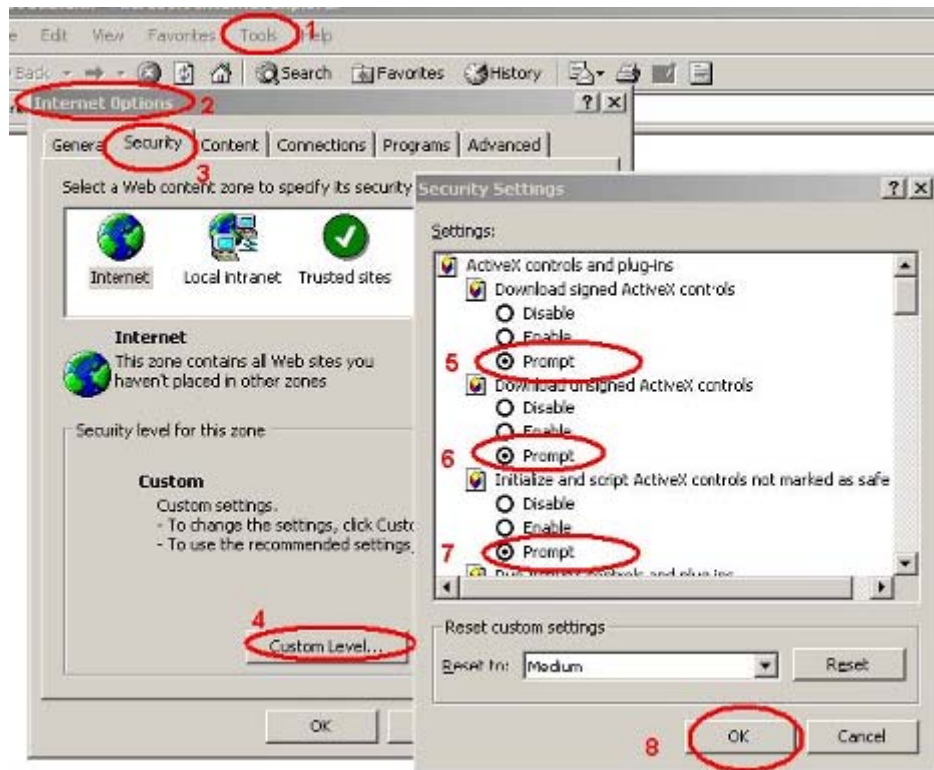 Edit View Favorites Tools Help
1
Back Search Favorites History
Internet Options 2
General Security Content Connections Programs Advanced
3
Select a Web content zone to specify its security
Internet Local intranet Trusted sites
Internet
This zone contains all Web sites you
haven't placed in other zones
Security level for this zone
Custom
Custom settings.
- To change the settings, click Custo
- To use the recommended settings,
4
Custom Level...
OK
Security Settings
Settings:
ActiveX controls and plug-ins
Download signed ActiveX controls
Disable
Enable
5 Prompt
Download unsigned ActiveX controls
Disable
Enable
6 Prompt
Initialize and script ActiveX controls not marked as safe
Disable
Enable
7 Prompt
Run ActiveX controls and plug-ins
Reset custom settings
Reset to: Medium Reset
8 OK Cancel